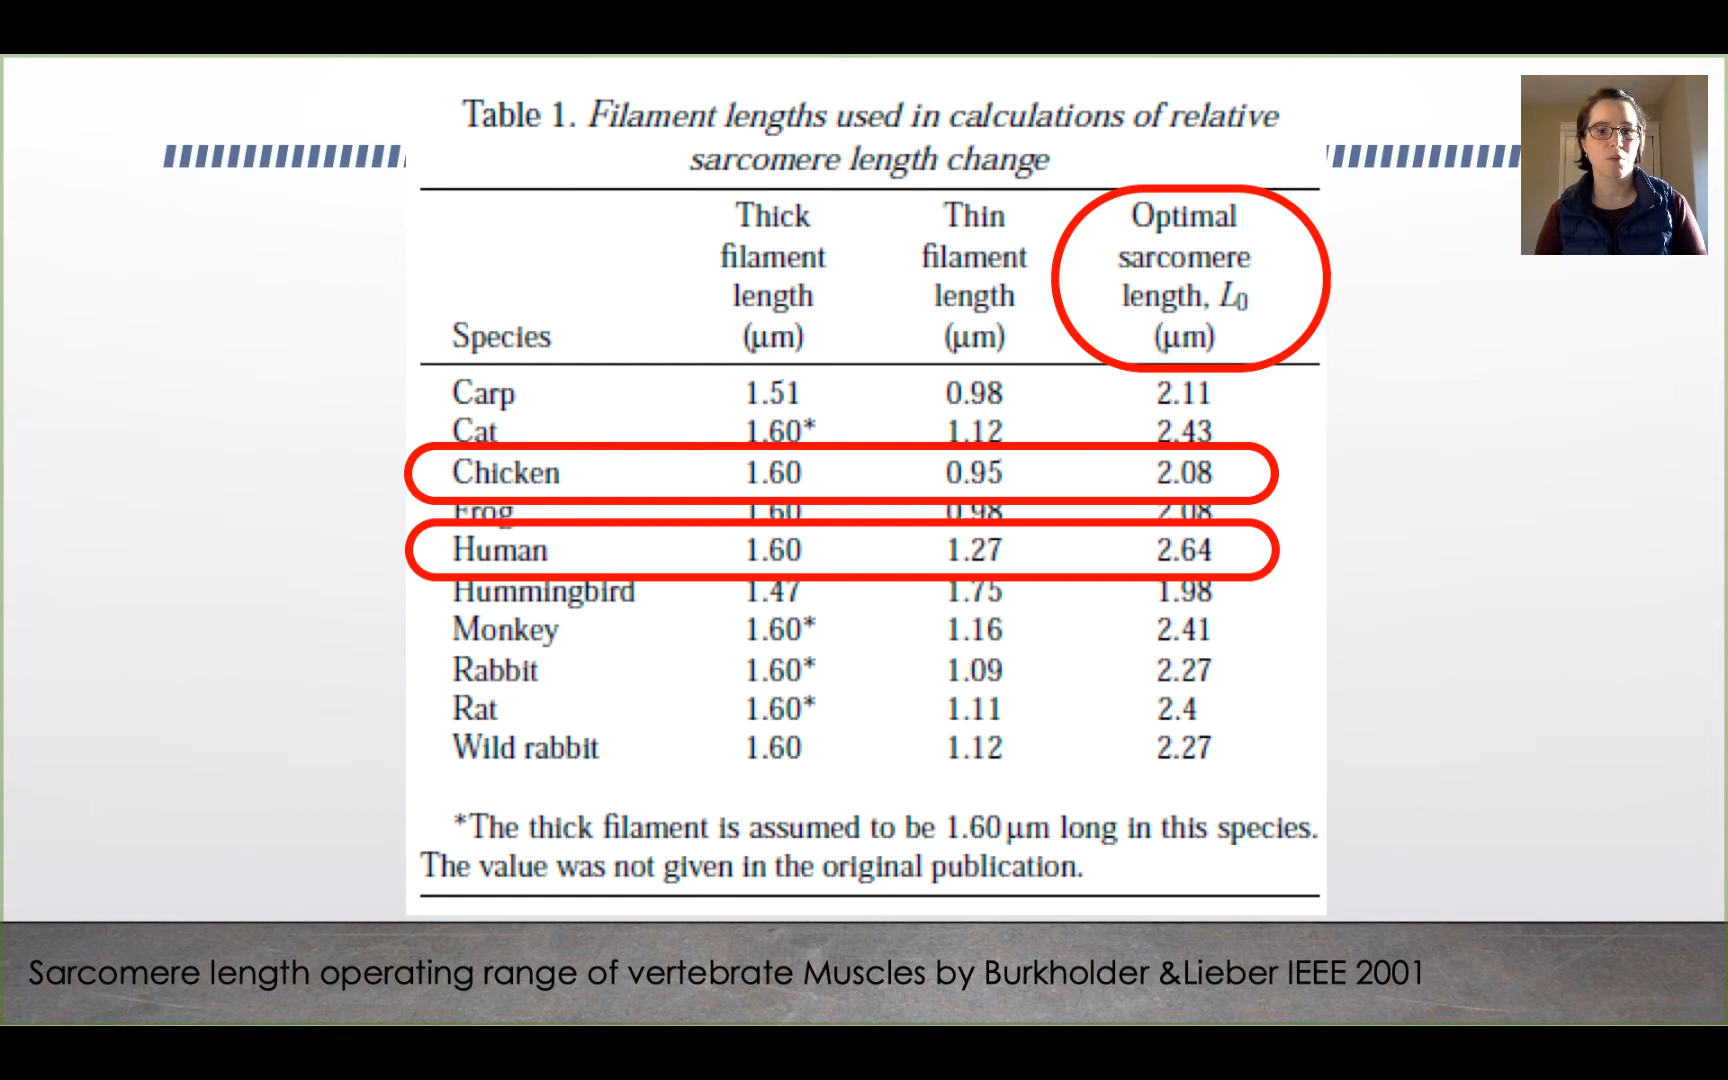 Table 1. Filament lengths used in calculations of relative
sarcomere length change
Species Thick filament length (μm) Thin filament length (μm) Optimal sarcomere length, L0 (μm)
Carp 1.51 0.98 2.11
Cat 1.60* 1.12 2.43
Chicken 1.60 0.95 2.08
Frog 1.60 0.98 2.08
Human 1.60 1.27 2.64
Hummingbird 1.47 1.75 1.98
Monkey 1.60* 1.16 2.41
Rabbit 1.60* 1.09 2.27
Rat 1.60* 1.11 2.4
Wild rabbit 1.60 1.12 2.27
*The thick filament is assumed to be 1.60 μm long in this species.
The value was not given in the original publication.
Sarcomere length operating range of vertebrate Muscles by Burkholder &Lieber IEEE 2001